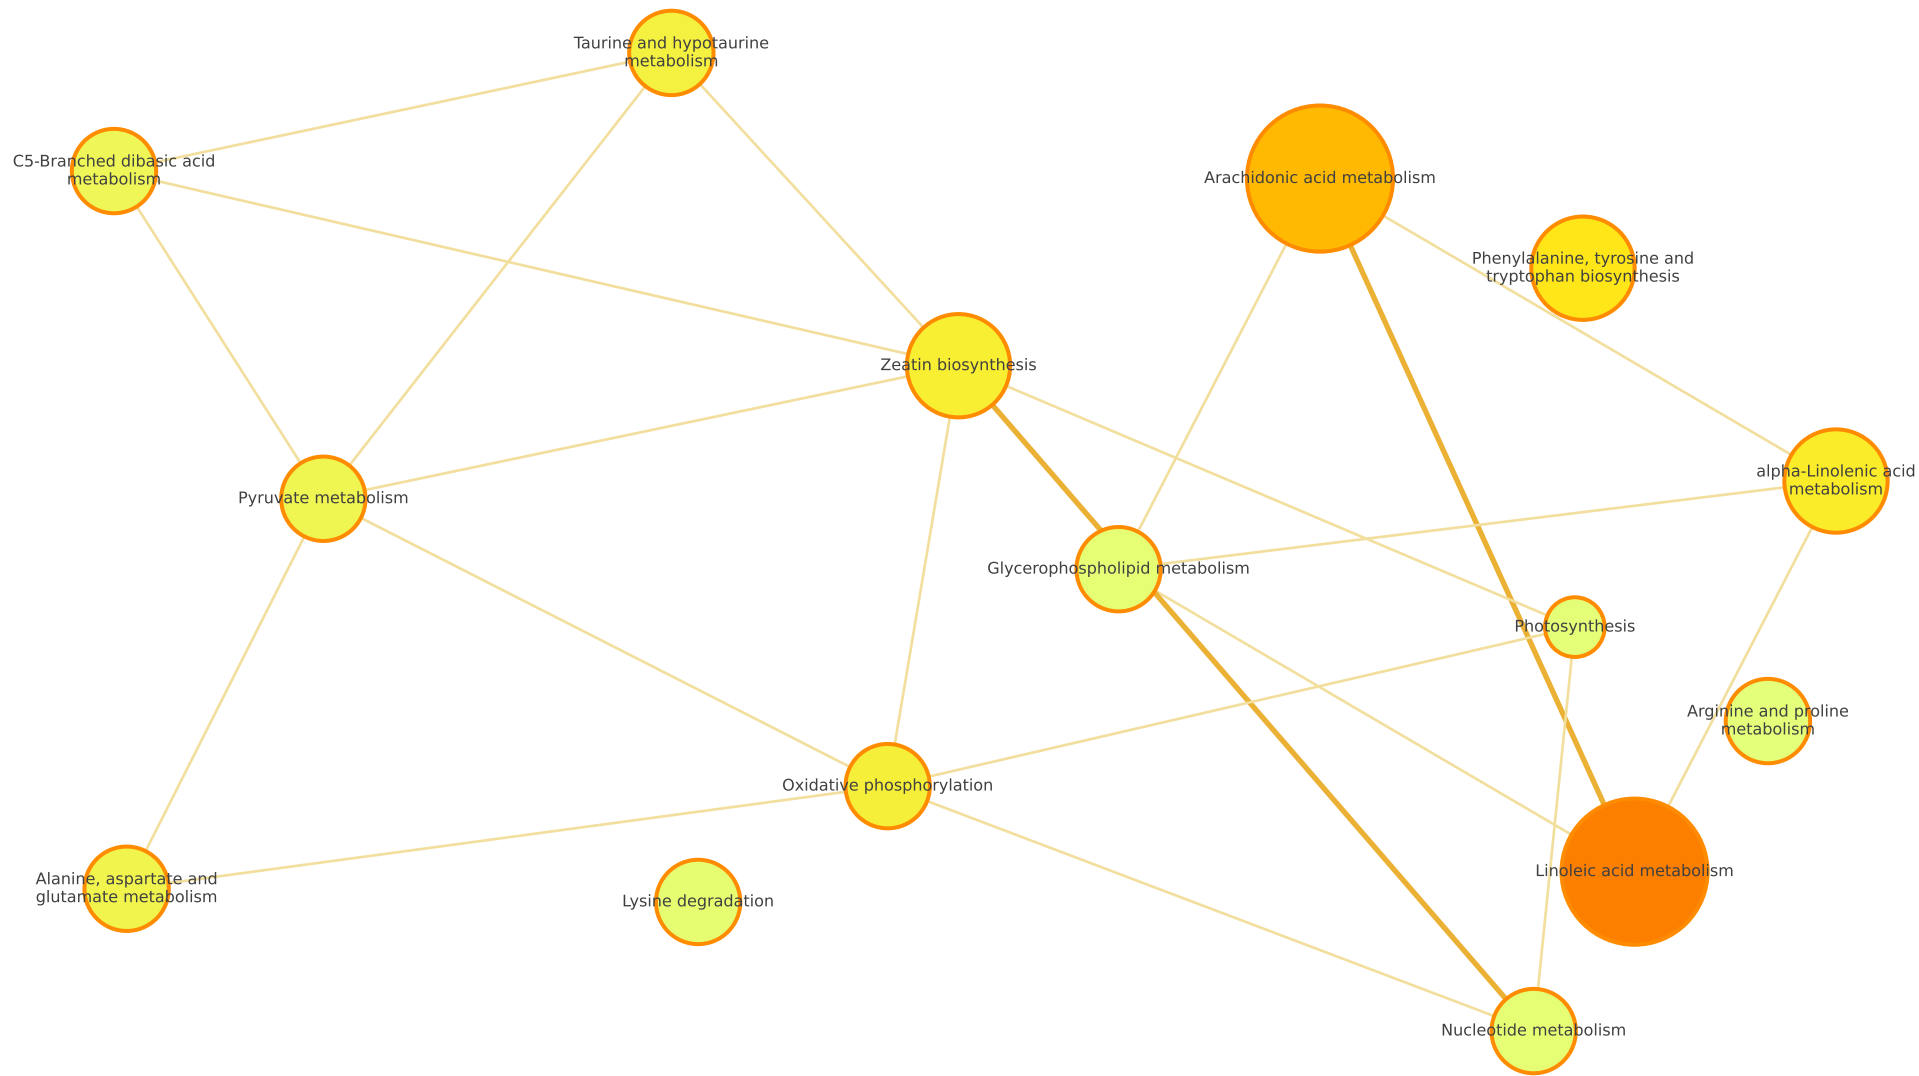 Taurine and hypotaurine
metabolism
C5-Branched dibasic acid
metabolism
Arachidonic acid metabolism
Phenylalanine, tyrosine and
tryptophan biosynthesis
Zeatin biosynthesis
alpha-Linolenic acid
metabolism
Pyruvate metabolism
Glycerophospholipid metabolism
Photosynthesis
Arginine and proline
metabolism
Oxidative phosphorylation
Linoleic acid metabolism
Alanine, aspartate and
glutamate metabolism
Lysine degradation
Nucleotide metabolism